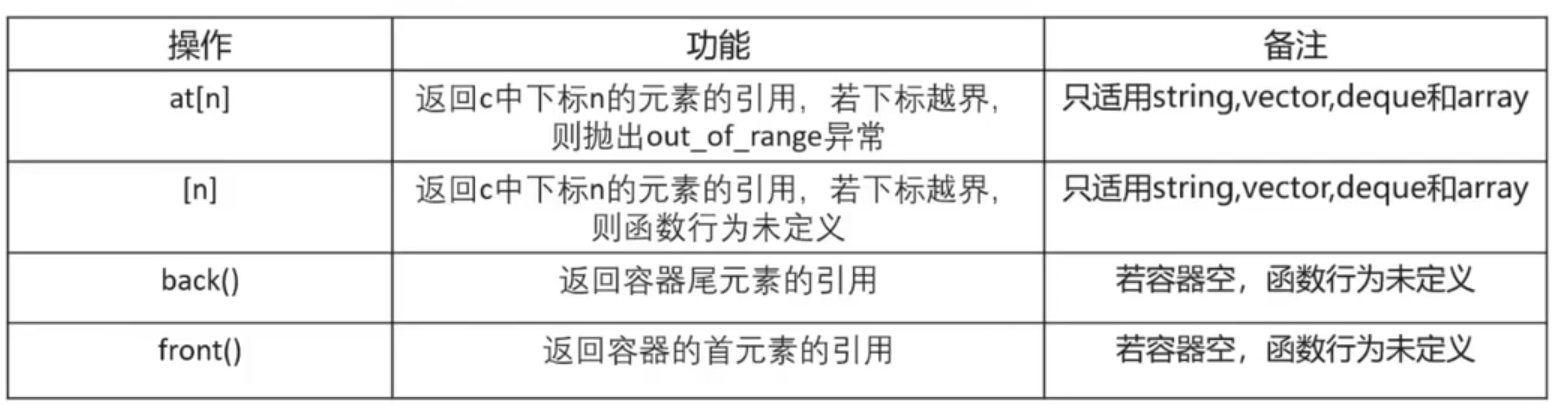 操作 功能 备注
at[n] 返回c中下标n的元素的引用，若下标越界， 只适用string,vector,deque和array
则抛出out_of_range异常
[n] 返回c中下标n的元素的引用，若下标越界， 只适用string,vector,deque和array
则函数行为未定义
back() 返回容器尾元素的引用 若容器空，函数行为未定义
front() 返回容器的首元素的引用 若容器空，函数行为未定义